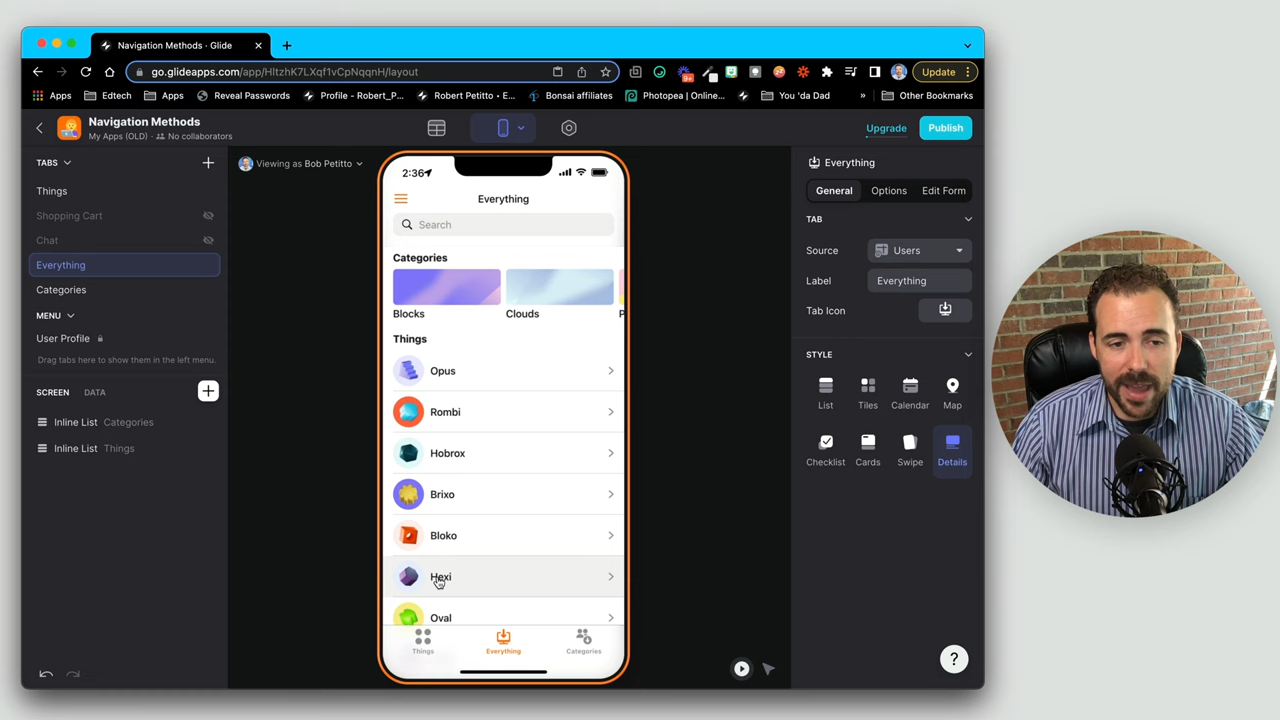 Navigation Methods · Glide
go.glideapps.com/app/HItzhK7LXqf1vCpNqqnH/layout
9+
Update
Apps
Edtech
Apps
Reveal Passwords
Profile - Robert_P...
Robert Petitto • E...
Bonsai affiliates
Photopea | Online...
You 'da Dad
»
Other Bookmarks
Navigation Methods
My Apps (OLD) · No collaborators
Upgrade
Publish
TABS
Things
Shopping Cart
Chat
Everything
Categories
MENU
User Profile
Drag tabs here to show them in the left menu.
SCREEN DATA
Inline List Categories
Inline List Things
Viewing as Bob Petitto
2:36
Everything
Search
Categories
Blocks
Clouds
P
Things
Opus
Rombi
Hobrox
Brixo
Bloko
Hexi
Oval
Things
Everything
Categories
Everything
General Options Edit Form
TAB
Source Users
Label Everything
Tab Icon
STYLE
List Tiles Calendar Map
Checklist Cards Swipe Details
?